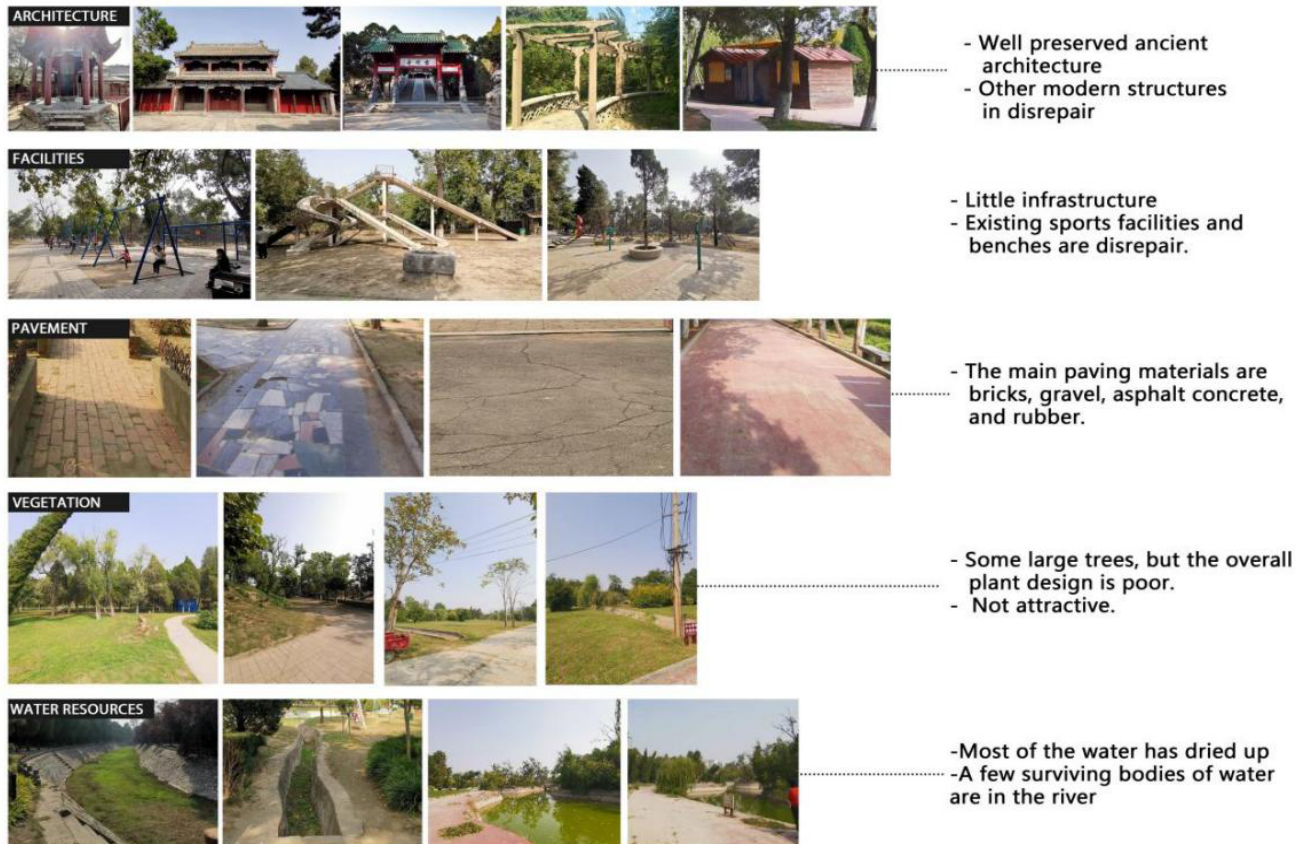 ARCHITECTURE
- Well preserved ancient
architecture
- Other modern structures
in disrepair
FACILITIES
- Little infrastructure
- Existing sports facilities and
benches are disrepair.
PAVEMENT
- The main paving materials are
bricks, gravel, asphalt concrete,
and rubber.
VEGETATION
- Some large trees, but the overall
plant design is poor.
- Not attractive.
WATER RESOURCES
-Most of the water has dried up
-A few surviving bodies of water
are in the river